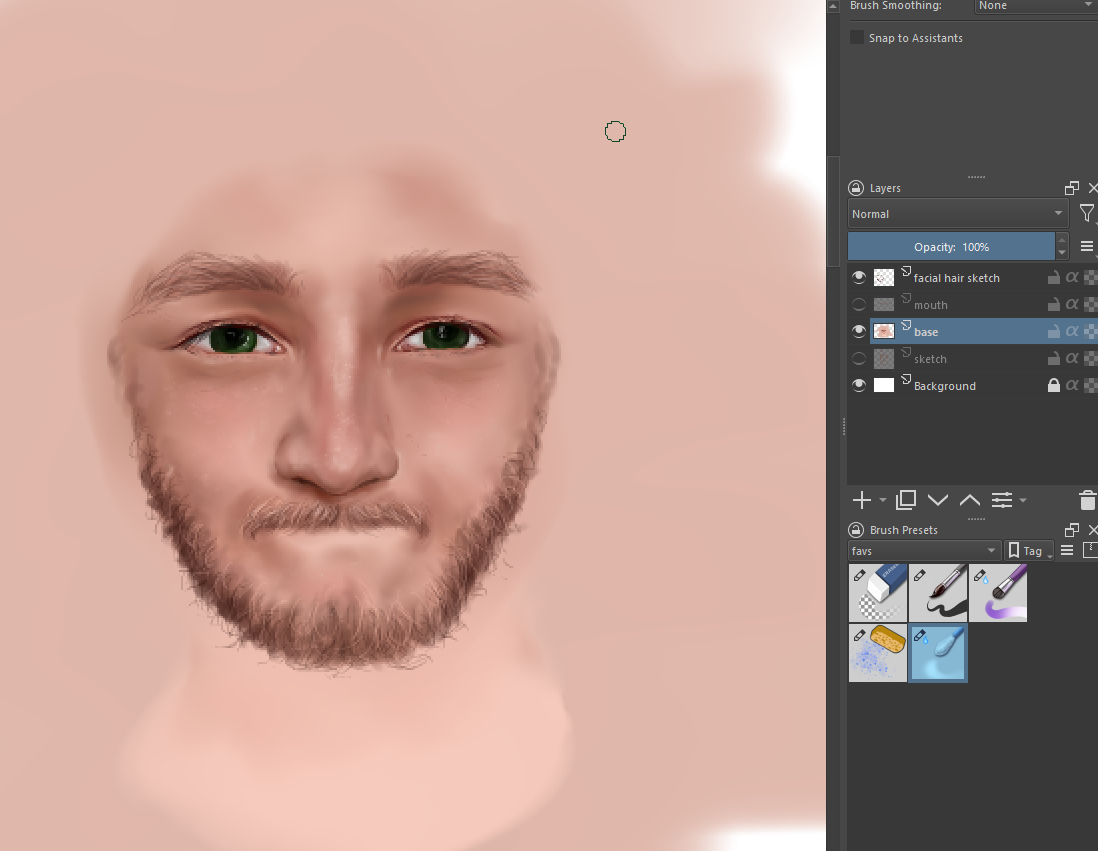 Brush Smoothing: None
Snap to Assistants
Layers
Normal
Opacity: 100%
facial hair sketch
mouth
base
sketch
Background
Brush Presets
favs
Tag